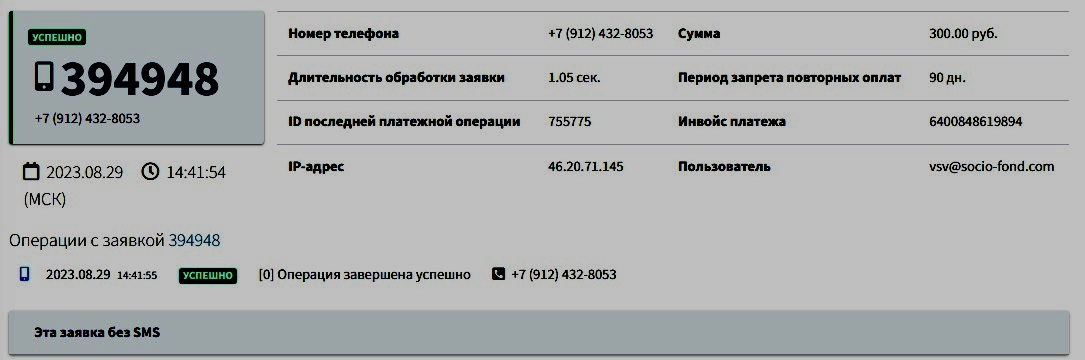 УСПЕШНО
394948
+7 (912) 432-8053
2023.08.29 14:41:54
(МСК)
Номер телефона +7 (912) 432-8053 Сумма 300.00 руб.
Длительность обработки заявки 1.05 сек. Период запрета повторных оплат 90 дн.
ID последней платежной операции 755775 Инвойс платежа 6400848619894
IP-адрес 46.20.71.145 Пользователь vsv@socio-fond.com
Операции с заявкой 394948
2023.08.29 14:41:55 УСПЕШНО [0] Операция завершена успешно +7 (912) 432-8053
Эта заявка без SMS